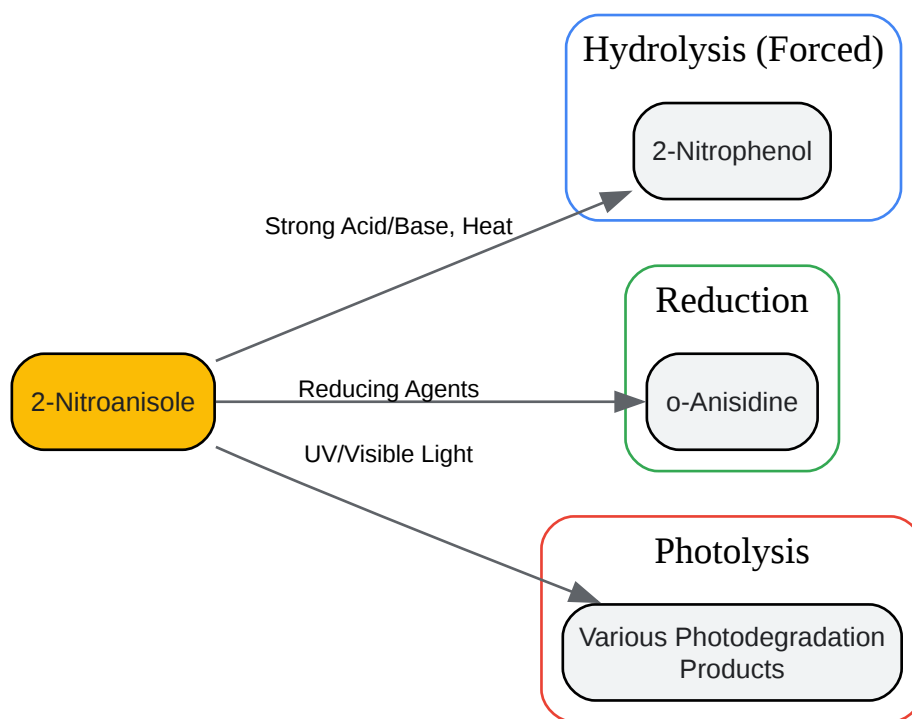 Hydrolysis (Forced)
2-Nitrophenol
Strong Acid/Base, Heat
Reduction
2-Nitroanisole
Reducing Agents
o-Anisidine
UV/Visible Light
Photolysis
Various Photodegradation
Products